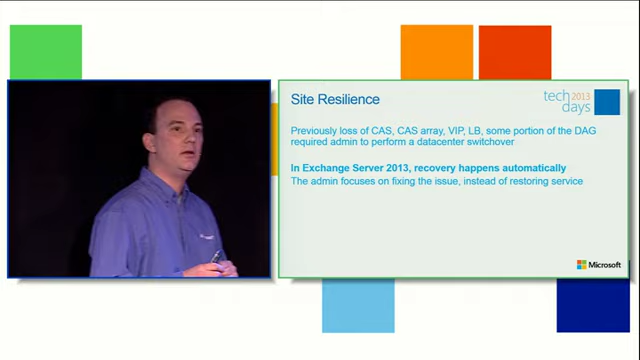 Site Resilience
tech 2013
days
Previously loss of CAS, CAS array, VIP, LB, some portion of the DAG
required admin to perform a datacenter switchover
In Exchange Server 2013, recovery happens automatically
The admin focuses on fixing the issue, instead of restoring service
Microsoft